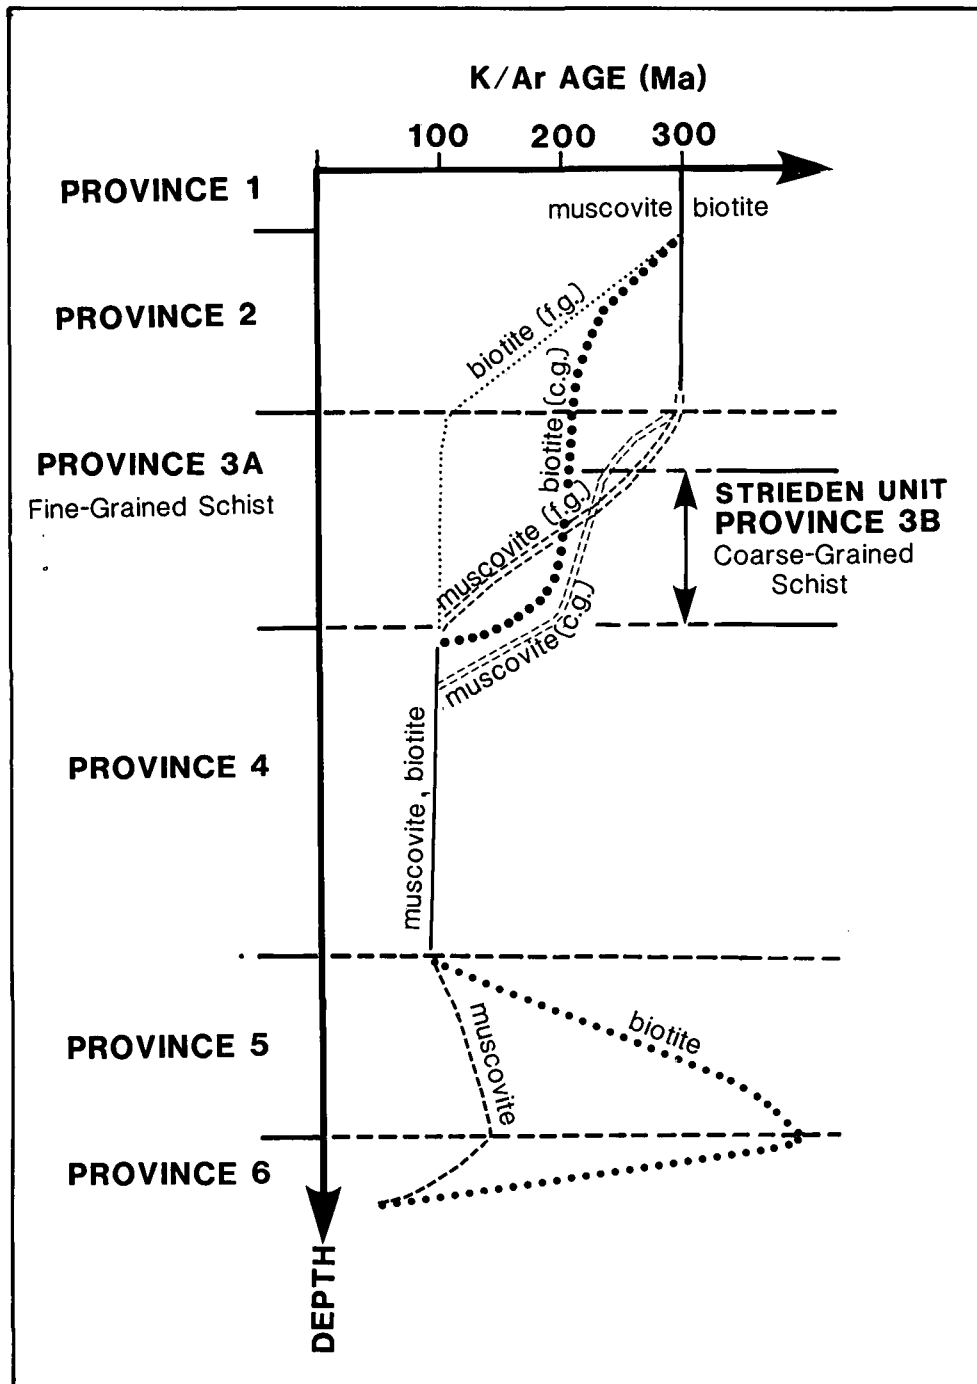 K/Ar AGE (Ma)
100 200 300
PROVINCE 1
muscovite biotite
PROVINCE 2
biotite (f.g.)
biotite (c.g.)
PROVINCE 3A
Fine-Grained Schist
muscovite (f.g.)
STRIEDEN UNIT
PROVINCE 3B
Coarse-Grained
Schist
muscovite (c.g.)
PROVINCE 4
muscovite, biotite
PROVINCE 5
muscovite
biotite
PROVINCE 6
DEPTH